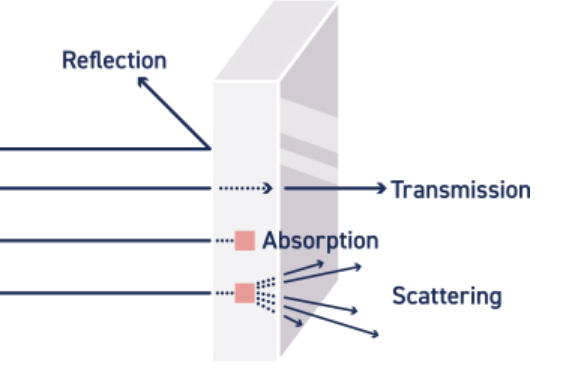 Reflection
Transmission
Absorption
Scattering